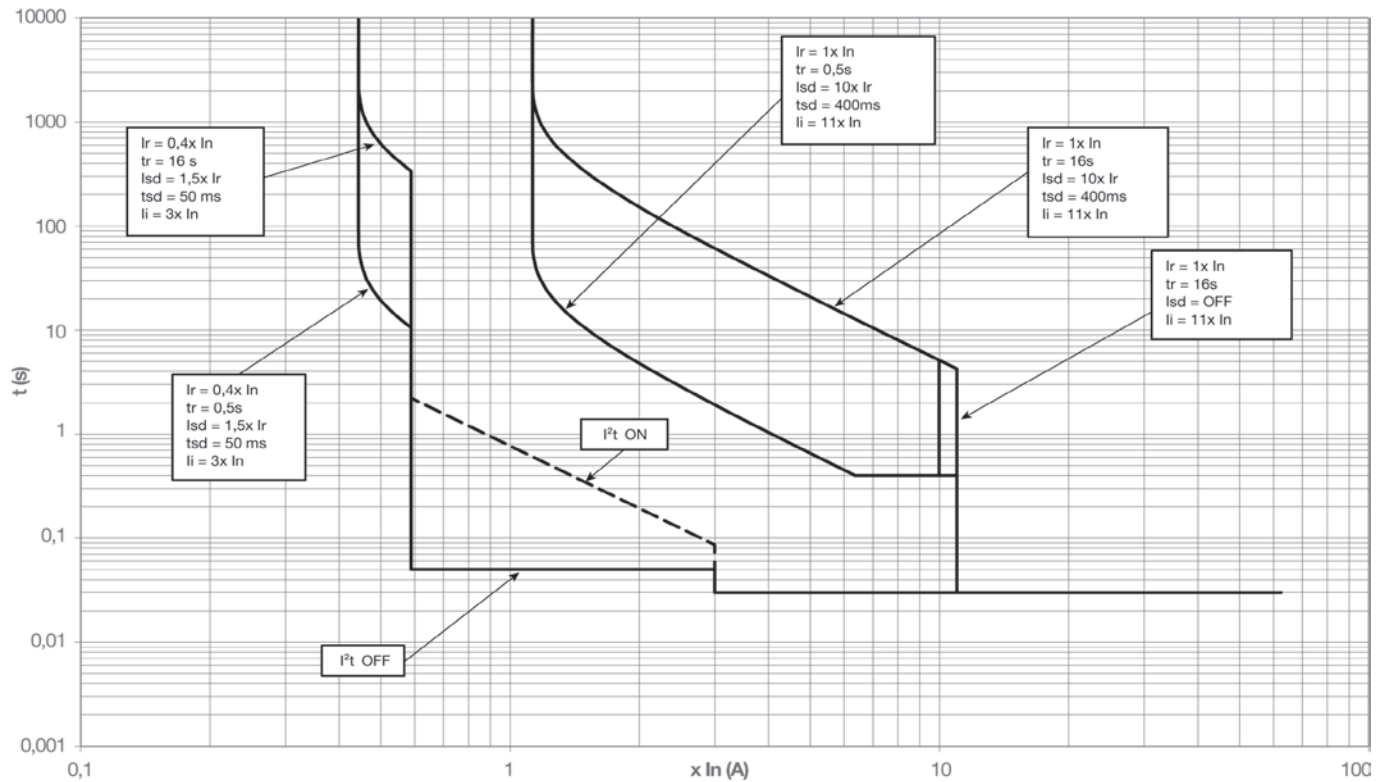 10000
1000
100
10
1
0,1
0,01
0,001
t (s)
0,1
1
x In (A)
10
100
Ir = 0,4x In
tr = 16 s
Isd = 1,5x Ir
tsd = 50 ms
Ii = 3x In
Ir = 1x In
tr = 0,5s
Isd = 10x Ir
tsd = 400ms
Ii = 11x In
Ir = 1x In
tr = 16s
Isd = 10x Ir
tsd = 400ms
Ii = 11x In
Ir = 1x In
tr = 16s
Isd = OFF
Ii = 11x In
Ir = 0,4x In
tr = 0,5s
Isd = 1,5x Ir
tsd = 50 ms
Ii = 3x In
I²t ON
I²t OFF